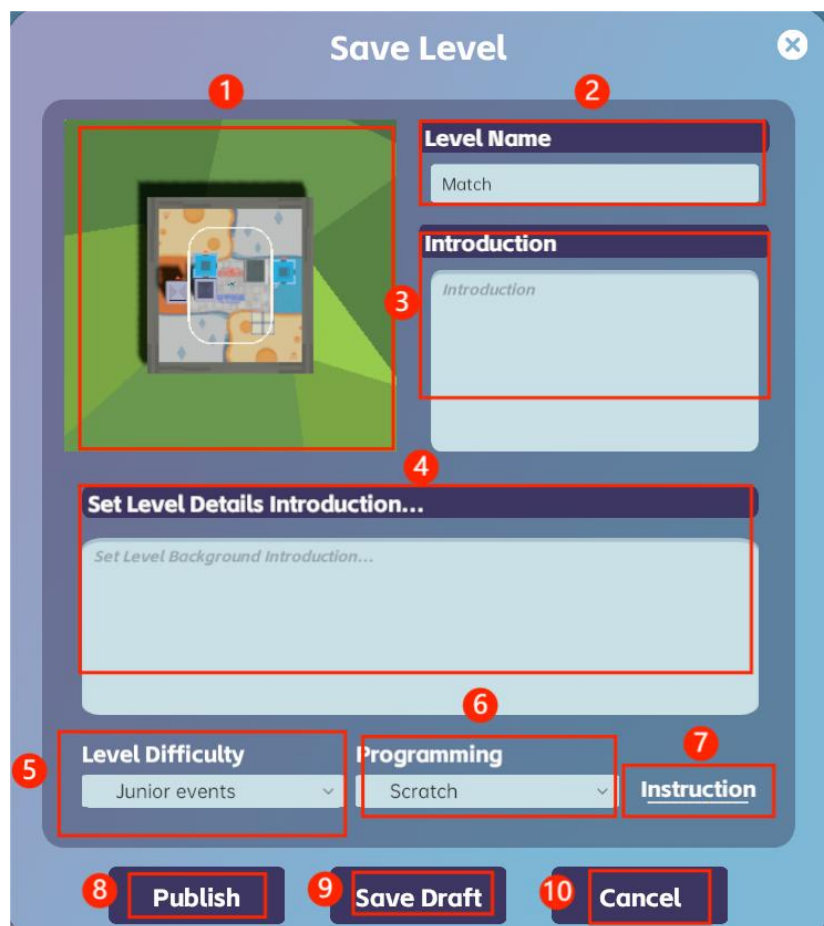 Save Level
1
2
Level Name
Match
Introduction
Introduction
3
4
Set Level Details Introduction...
Set Level Background Introduction...
5
Level Difficulty
Junior events
6
Programming
Scratch
7
Instruction
8
Publish
9
Save Draft
10
Cancel